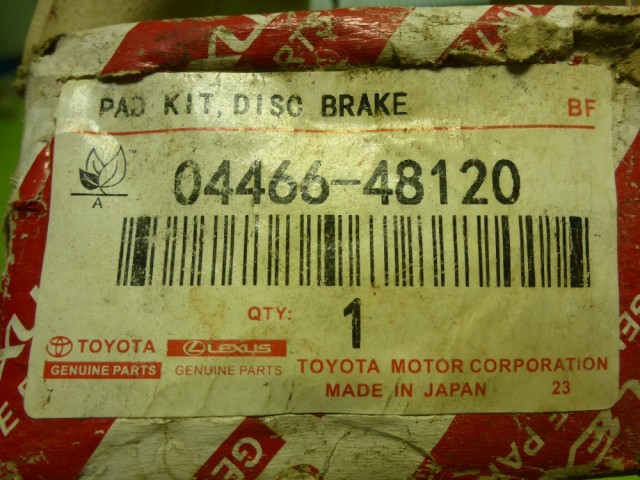 PAD KIT, DISC BRAKE BF
04466-48120
TM
A
QTY: 1
TOYOTA LEXUS
GENUINE PARTS GENUINE PARTS
TOYOTA MOTOR CORPORATION
MADE IN JAPAN 23